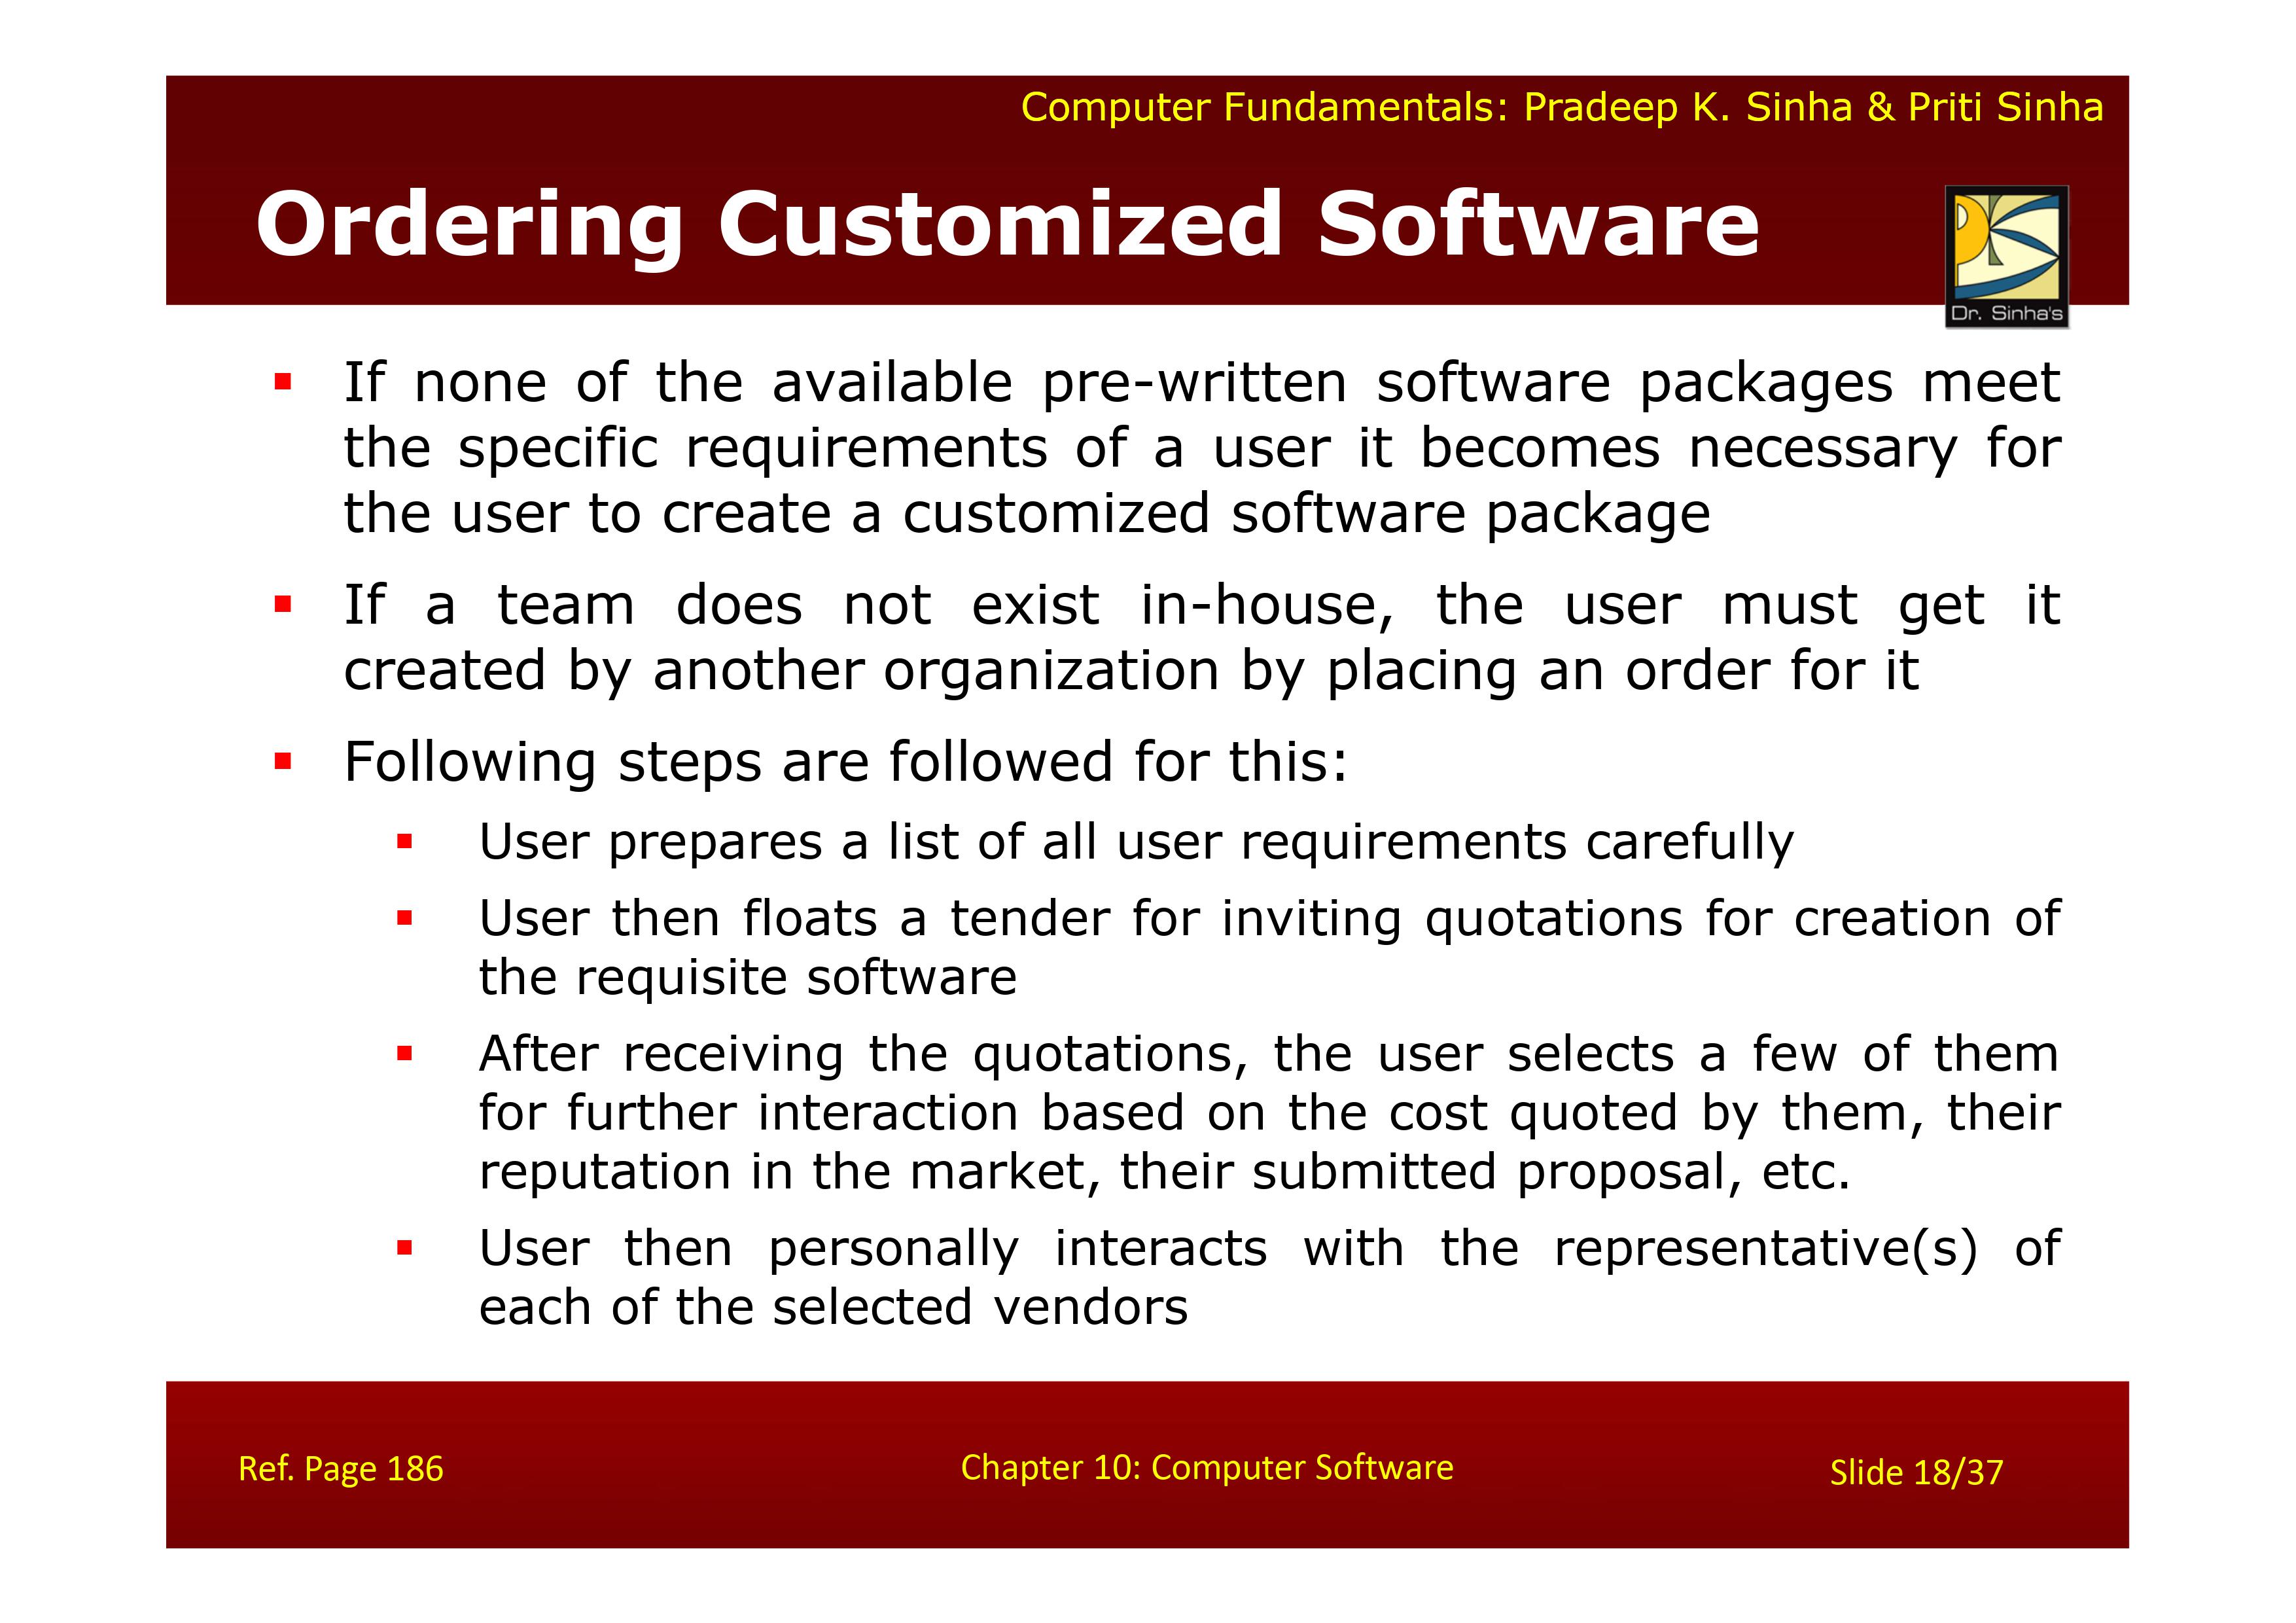 Computer Fundamentals: Pradeep K. Sinha & Priti Sinha
Ordering Customized Software
Dr. Sinha's
▪ If none of the available pre-written software packages meet
the specific requirements of a user it becomes necessary for
the user to create a customized software package
▪ If a team does not exist in-house, the user must get it
created by another organization by placing an order for it
▪ Following steps are followed for this:
▪ User prepares a list of all user requirements carefully
▪ User then floats a tender for inviting quotations for creation of
the requisite software
▪ After receiving the quotations, the user selects a few of them
for further interaction based on the cost quoted by them, their
reputation in the market, their submitted proposal, etc.
▪ User then personally interacts with the representative(s) of
each of the selected vendors
Ref. Page 186
Chapter 10: Computer Software
Slide 18/37